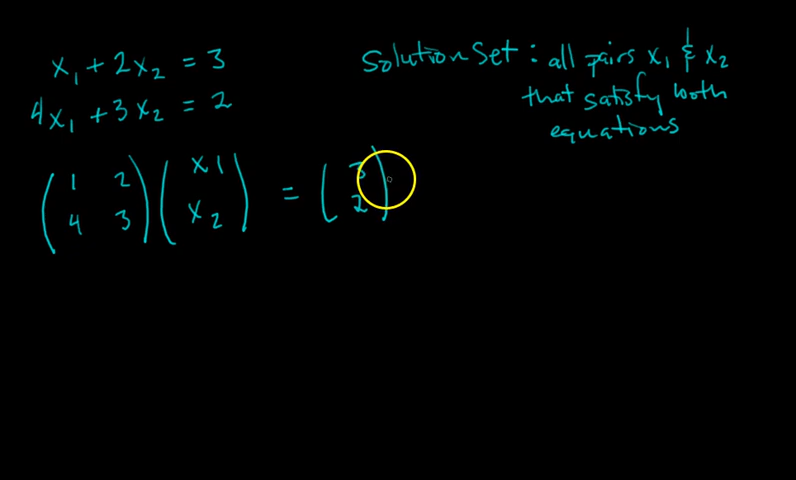 x₁ + 2x₂ = 3
4x₁ + 3x₂ = 2
Solution Set : all pairs x₁ & x₂
that satisfy both
equations
( 1 2 ) ( x1 ) = ( 3 )
( 4 3 ) ( x₂ ) ( 2 )